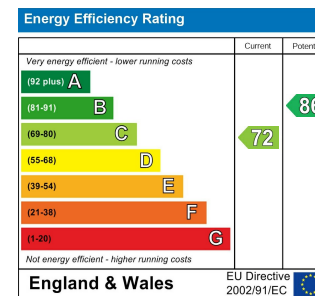 Energy Efficiency Rating
Current Potent
Very energy efficient - lower running costs
(92 plus) A
(81-91) B
86
(69-80) C
72
(55-68) D
(39-54) E
(21-38) F
(1-20) G
Not energy efficient - higher running costs
England & Wales
EU Directive
2002/91/EC